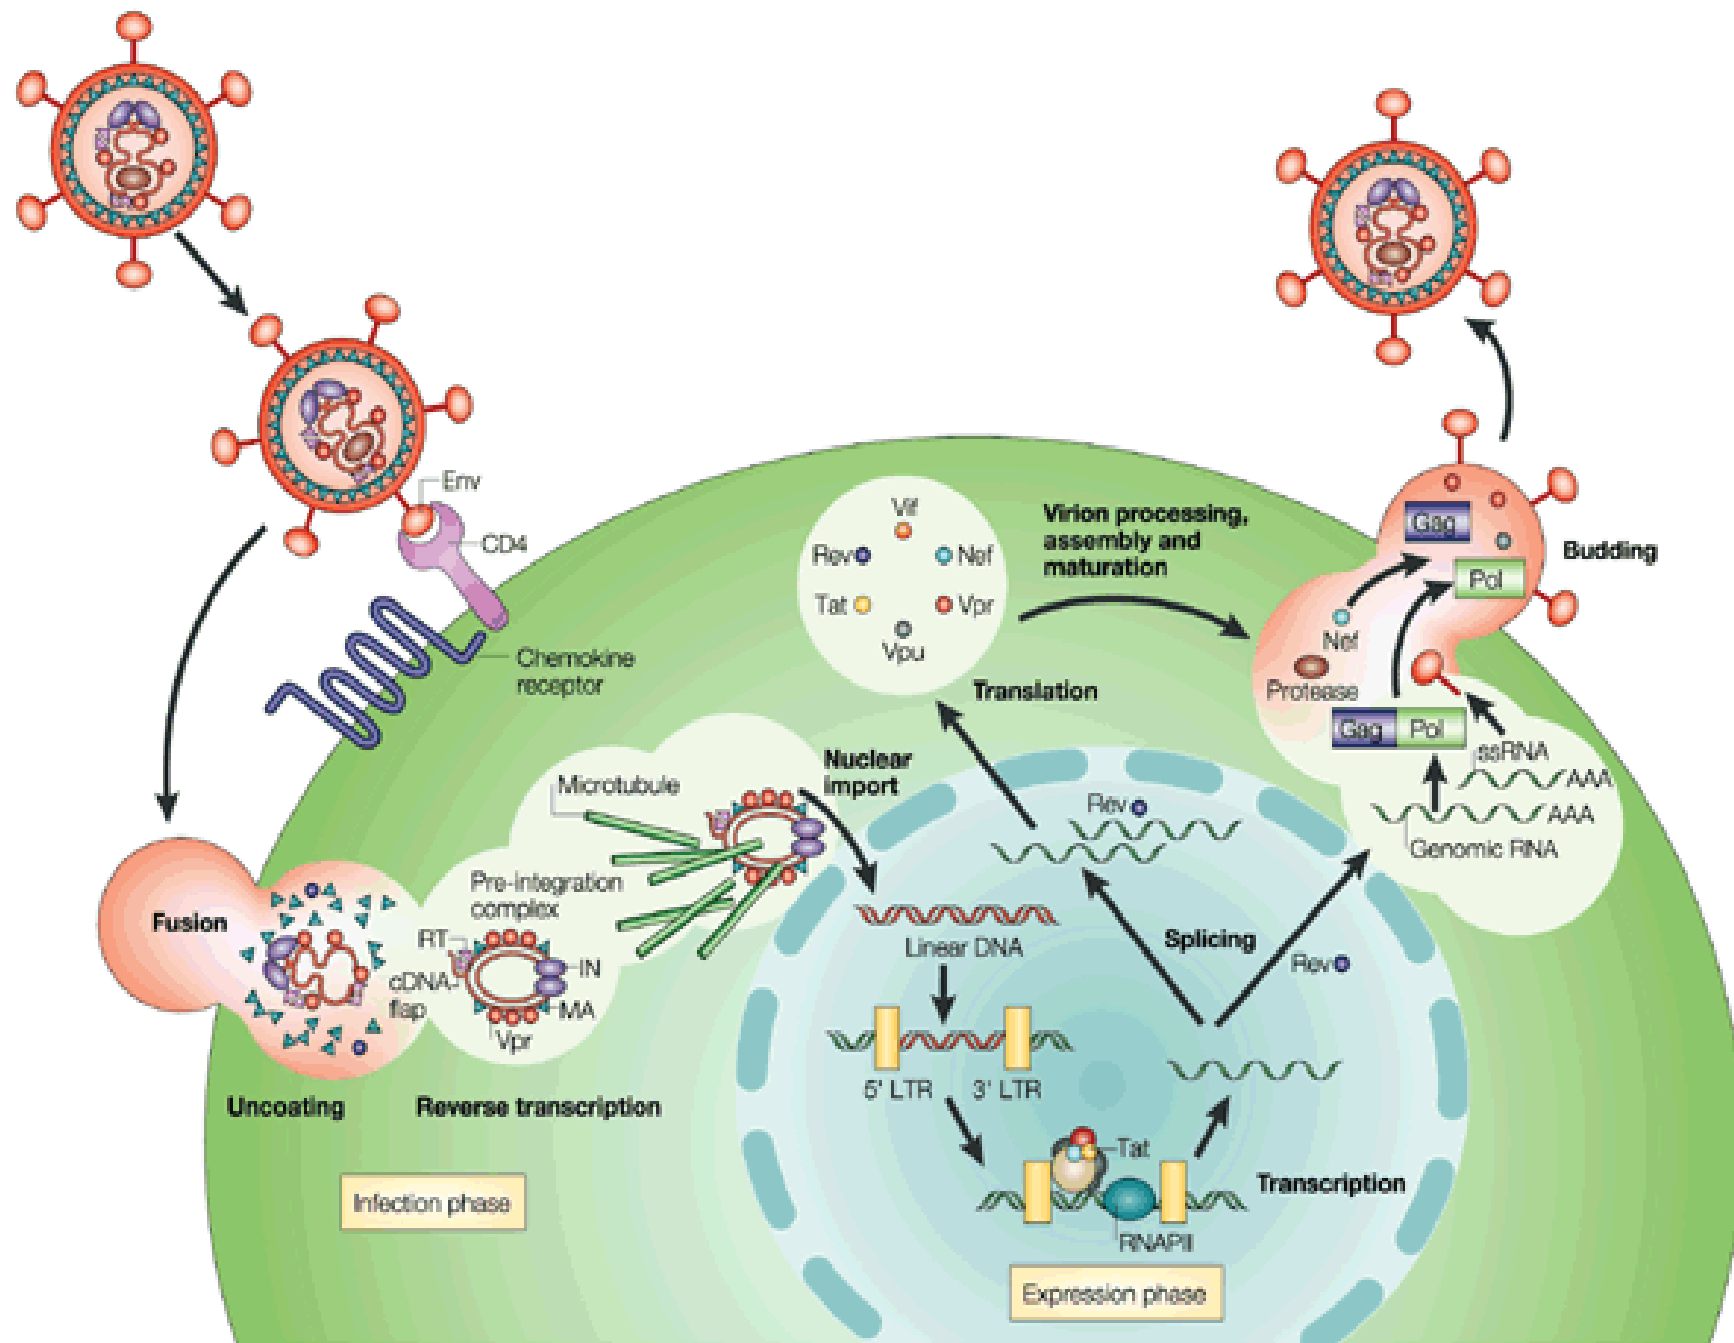 Env
CD4
Chemokine
receptor
Vif
Rev
Nef
Tat
Vpr
Vpu
Virion processing,
assembly and
maturation
Translation
Gag
Pol
Budding
Nef
Protease
Gag
Pol
ssRNA
AAA
AAA
Genomic RNA
Microtubule
Nuclear
import
Rev
Pre-integration
complex
Fusion
RT
IN
cDNA
flap
MA
Vpr
Linear DNA
Splicing
Rev
5' LTR
3' LTR
Uncoating
Reverse transcription
Tat
Transcription
RNAPII
Infection phase
Expression phase